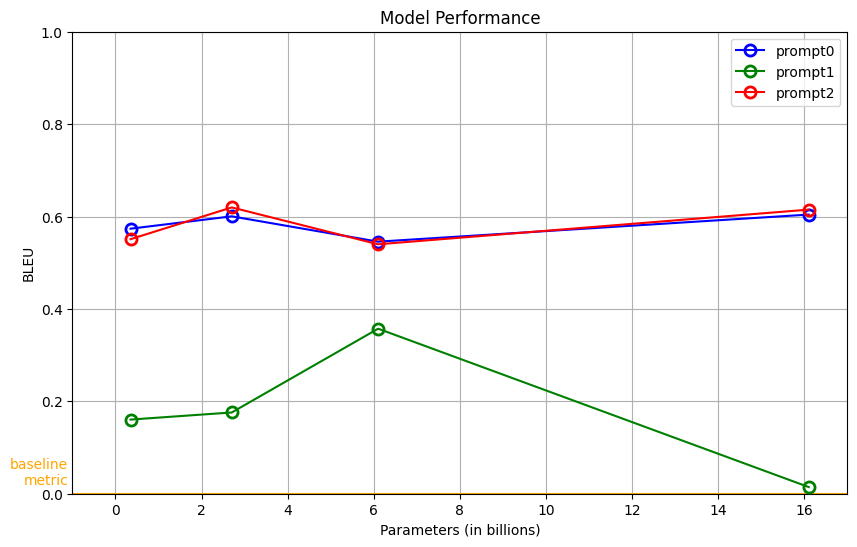 Model Performance
prompt0
prompt1
prompt2
1.0
0.8
0.6
0.4
0.2
0.0
BLEU
baseline
metric
0 2 4 6 8 10 12 14 16
Parameters (in billions)